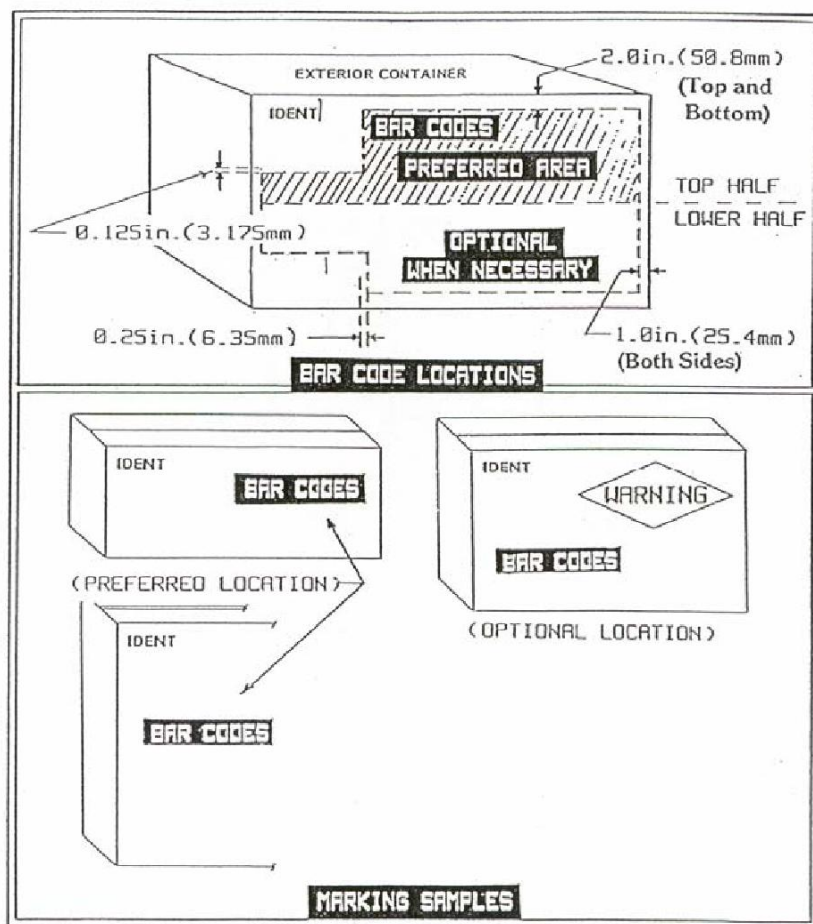 EXTERIOR CONTAINER
2.0in.(50.8mm)
(Top and
Bottom)
IDENT
BAR CODES
PREFERRED AREA
TOP HALF
LOWER HALF
0.125in.(3.175mm)
OPTIONAL
WHEN NECESSARY
0.25in.(6.35mm)
1.0in.(25.4mm)
(Both Sides)
BAR CODE LOCATIONS
IDENT
BAR CODES
IDENT
WARNING
BAR CODES
(PREFERRED LOCATION)
(OPTIONAL LOCATION)
IDENT
BAR CODES
MARKING SAMPLES